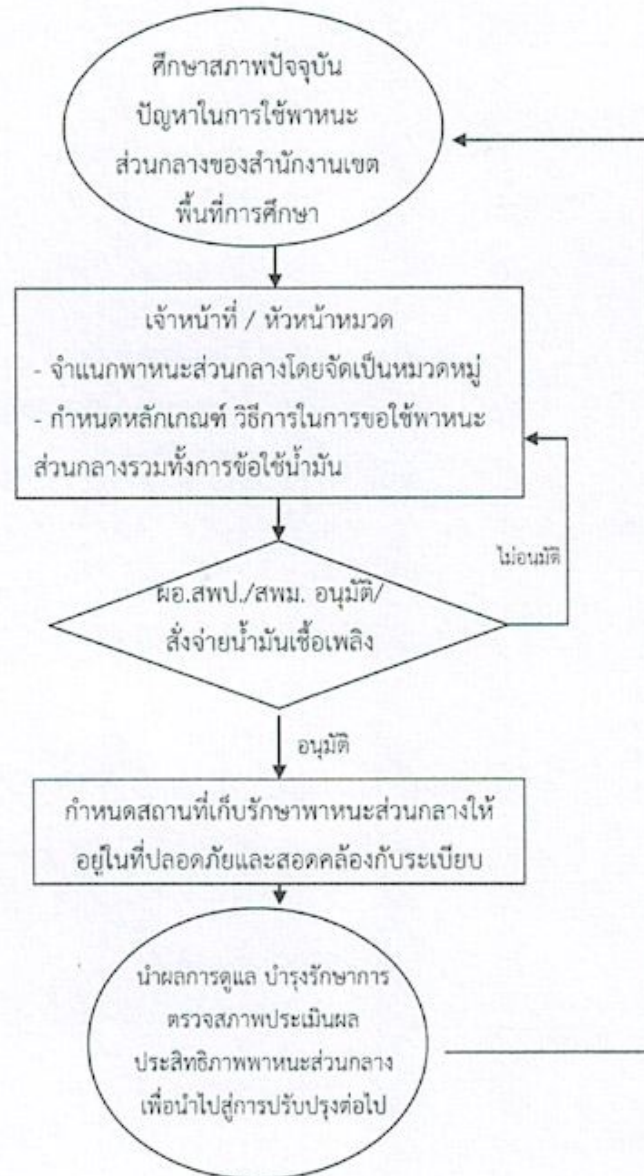 ศึกษาสภาพปัจจุบัน
ปัญหาในการใช้พาหนะ
ส่วนกลางของสำนักงานเขต
พื้นที่การศึกษา
เจ้าหน้าที่ / หัวหน้าหมวด
- จำแนกพาหนะส่วนกลางโดยจัดเป็นหมวดหมู่
- กำหนดหลักเกณฑ์ วิธีการในการขอใช้พาหนะ
ส่วนกลางรวมทั้งการข้อใช้น้ำมัน
ไม่อนุมัติ
ผอ.สพป./สพม. อนุมัติ/
สั่งจ่ายน้ำมันเชื้อเพลิง
อนุมัติ
กำหนดสถานที่เก็บรักษาพาหนะส่วนกลางให้
อยู่ในที่ปลอดภัยและสอดคล้องกับระเบียบ
นำผลการดูแล บำรุงรักษาการ
ตรวจสภาพประเมินผล
ประสิทธิภาพพาหนะส่วนกลาง
เพื่อนำไปสู่การปรับปรุงต่อไป